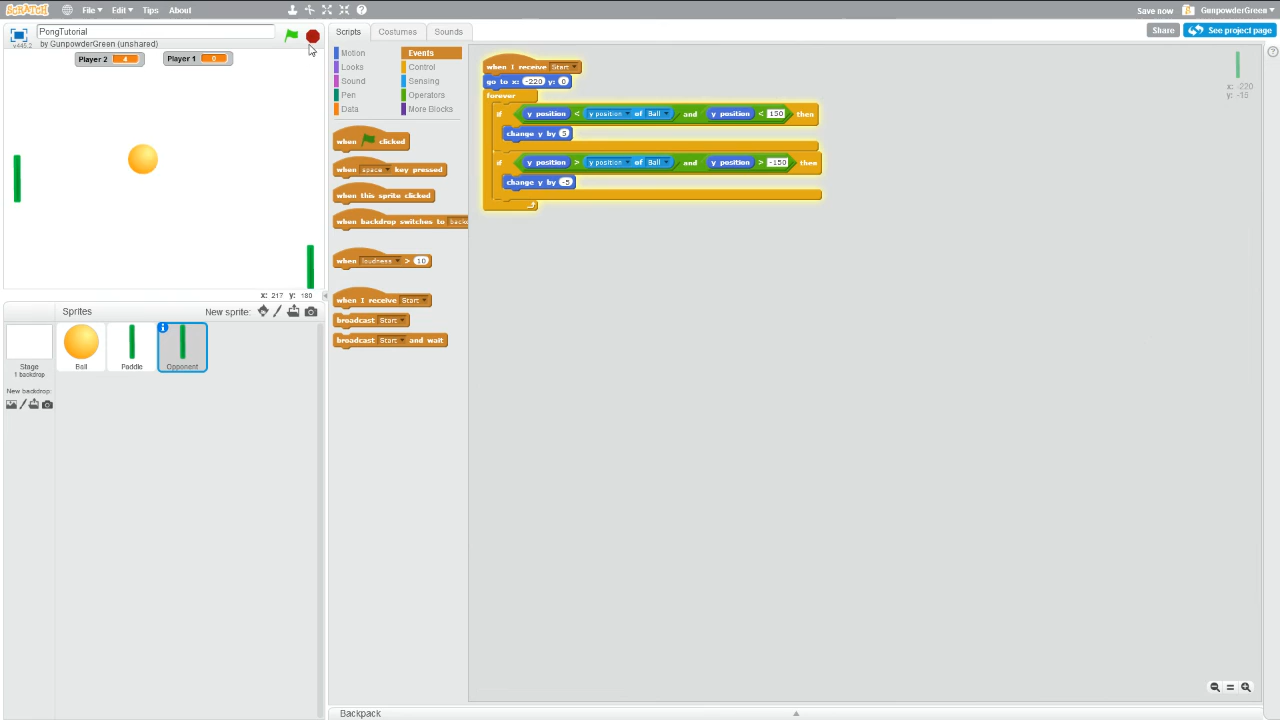 SCRATCH File Edit Tips About Save now GunpowderGreen
PongTutorial
by GunpowderGreen (unshared)
v445.2
Scripts Costumes Sounds
Share See project page
Player 2 4 Player 1 0
Motion Events
Looks Control
Sound Sensing
Pen Operators
Data More Blocks
when clicked
when space key pressed
when this sprite clicked
when backdrop switches to
when loudness > 10
when I receive Start
broadcast Start
broadcast Start and wait
when I receive Start
go to x: -220 y: 0
forever
if y position < y position of Ball and y position < 150 then
change y by 5
if y position > y position of Ball and y position > -150 then
change y by -5
x: -220
y: -15
X: 217 y: 180
Sprites New sprite:
Stage
1 backdrop
New backdrop:
Ball Paddle Opponent
Backpack